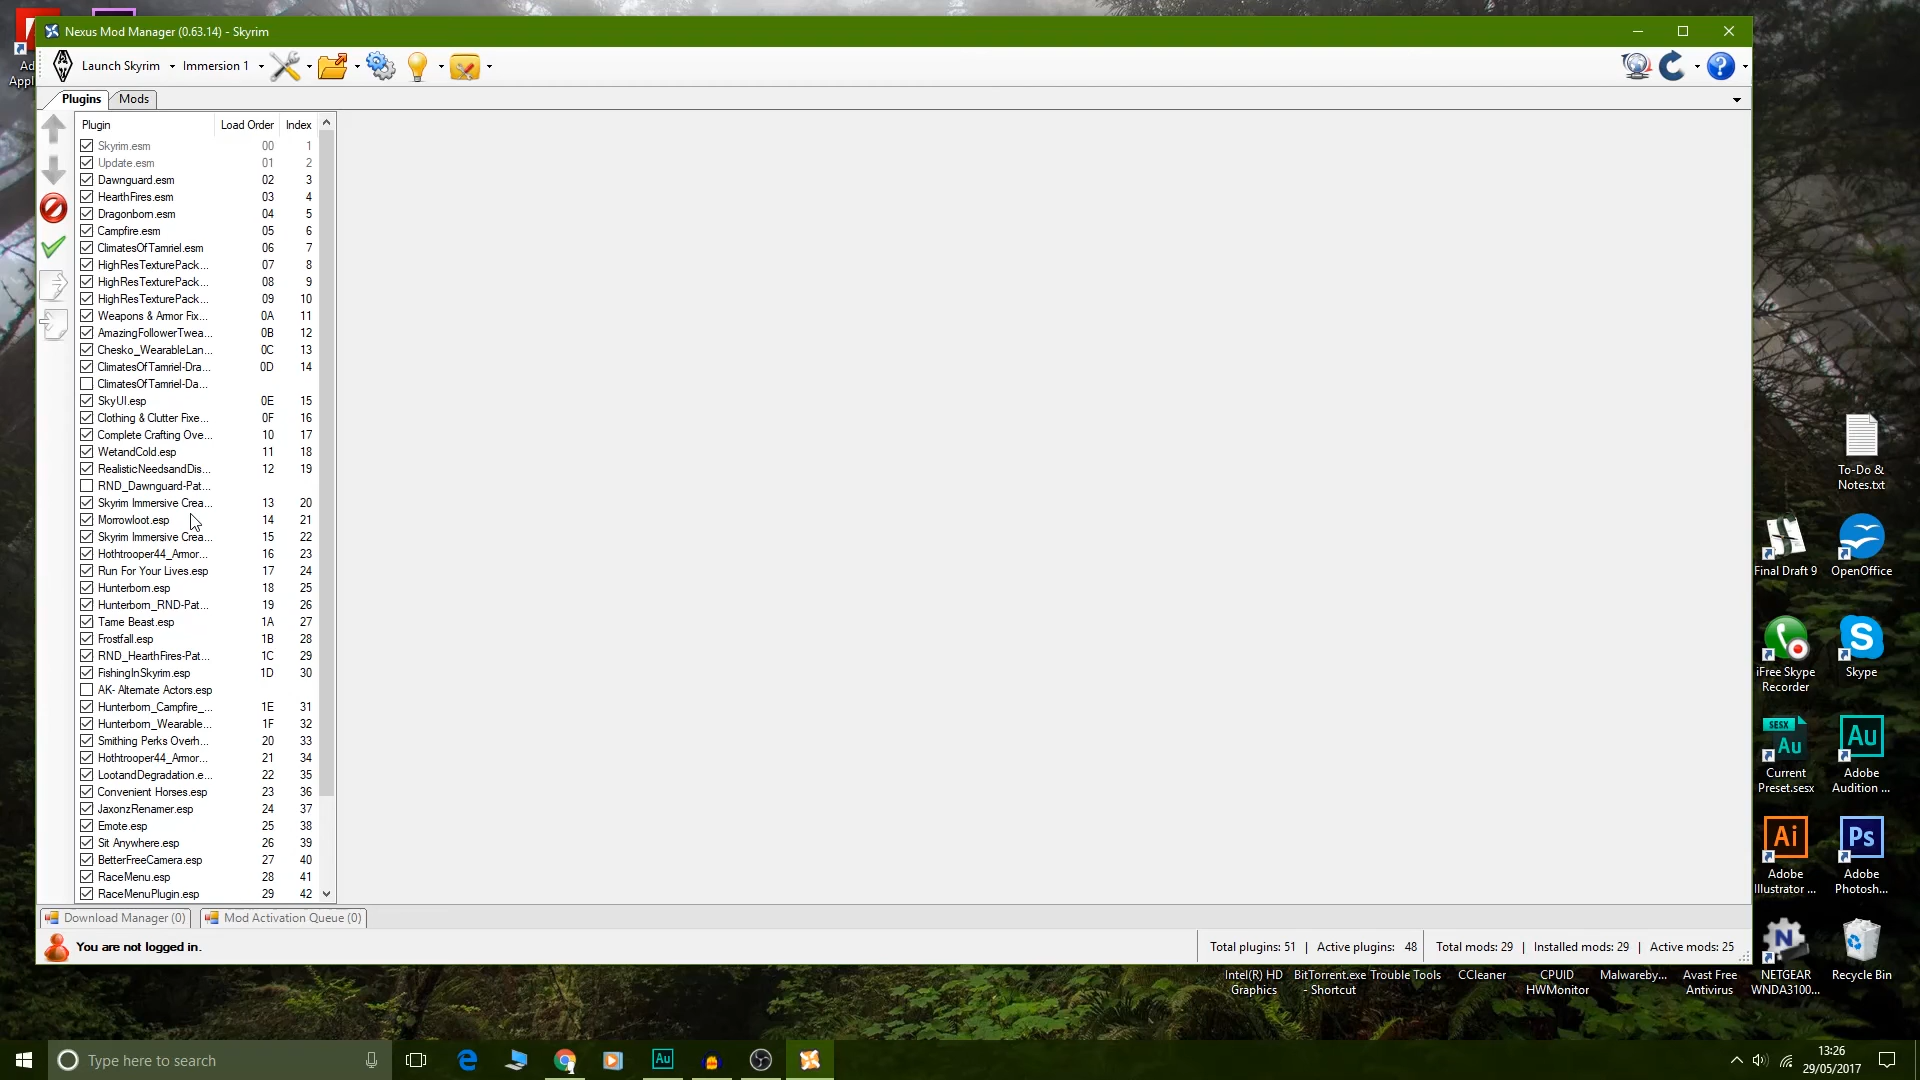 Nexus Mod Manager (0.63.14) - Skyrim
Launch Skyrim
Immersion 1
Plugins
Mods
Plugin Load Order Index
Skyrim.esm 00 1
Update.esm 01 2
Dawnguard.esm 02 3
HearthFires.esm 03 4
Dragonborn.esm 04 5
Campfire.esm 05 6
ClimatesOfTamriel.esm 06 7
HighResTexturePack... 07 8
HighResTexturePack... 08 9
HighResTexturePack... 09 10
Weapons & Armor Fix... 0A 11
AmazingFollowerTwea... 0B 12
Chesko_WearableLan... 0C 13
ClimatesOfTamriel-Dra... 0D 14
ClimatesOfTamriel-Da...
SkyUI.esp 0E 15
Clothing & Clutter Fixe... 0F 16
Complete Crafting Ove... 10 17
WetandCold.esp 11 18
RealisticNeedsandDis... 12 19
RND_Dawnguard-Pat...
Skyrim Immersive Crea... 13 20
Morrowloot.esp 14 21
Skyrim Immersive Crea... 15 22
Hothtrooper44_Armor... 16 23
Run For Your Lives.esp 17 24
Hunterborn.esp 18 25
Hunterborn_RND-Pat... 19 26
Tame Beast.esp 1A 27
Frostfall.esp 1B 28
RND_HearthFires-Pat... 1C 29
FishingInSkyrim.esp 1D 30
AK- Alternate Actors.esp
Hunterborn_Campfire_... 1E 31
Hunterborn_Wearable... 1F 32
Smithing Perks Overh... 20 33
Hothtrooper44_Armor... 21 34
LootandDegradation.e... 22 35
Convenient Horses.esp 23 36
JaxonzRenamer.esp 24 37
Emote.esp 25 38
Sit Anywhere.esp 26 39
BetterFreeCamera.esp 27 40
RaceMenu.esp 28 41
RaceMenuPlugin.esp 29 42
Download Manager (0)
Mod Activation Queue (0)
You are not logged in.
Total plugins: 51 | Active plugins: 48
Total mods: 29 | Installed mods: 29 | Active mods: 25
Ad
Appl
To-Do &
Notes.txt
Final Draft 9
OpenOffice
iFree Skype
Recorder
Skype
SESX
Au
Current
Preset.sesx
Au
Adobe
Audition ...
Ai
Adobe
Illustrator ...
Ps
Adobe
Photosh...
N
NETGEAR
WNDA3100...
Recycle Bin
Intel(R) HD
Graphics
BitTorrent.exe
- Shortcut
Trouble Tools
CCleaner
CPUID
HWMonitor
Malwareby...
Avast Free
Antivirus
Type here to search
Au
13:26
29/05/2017